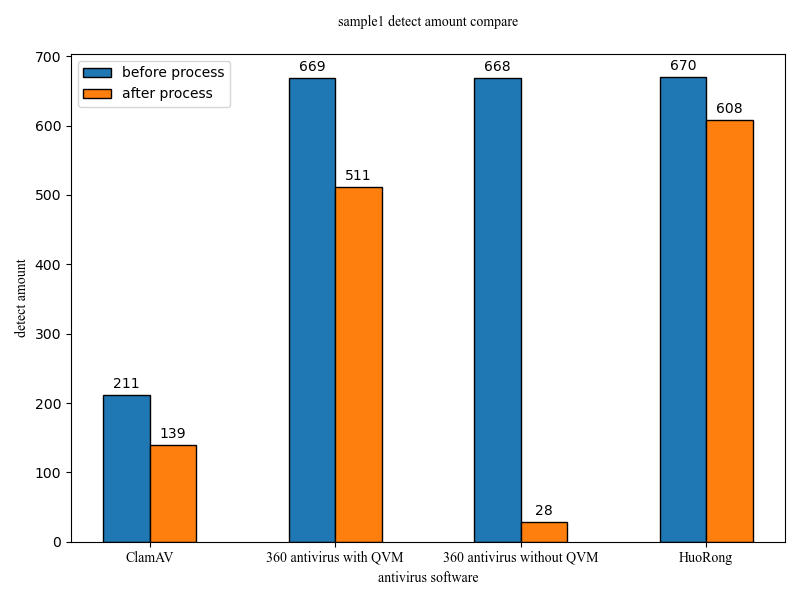 sample1 detect amount compare
before process
after process
700
600
500
400
300
200
100
0
detect amount
211
139
669
511
668
28
670
608
ClamAV
360 antivirus with QVM
360 antivirus without QVM
HuoRong
antivirus software